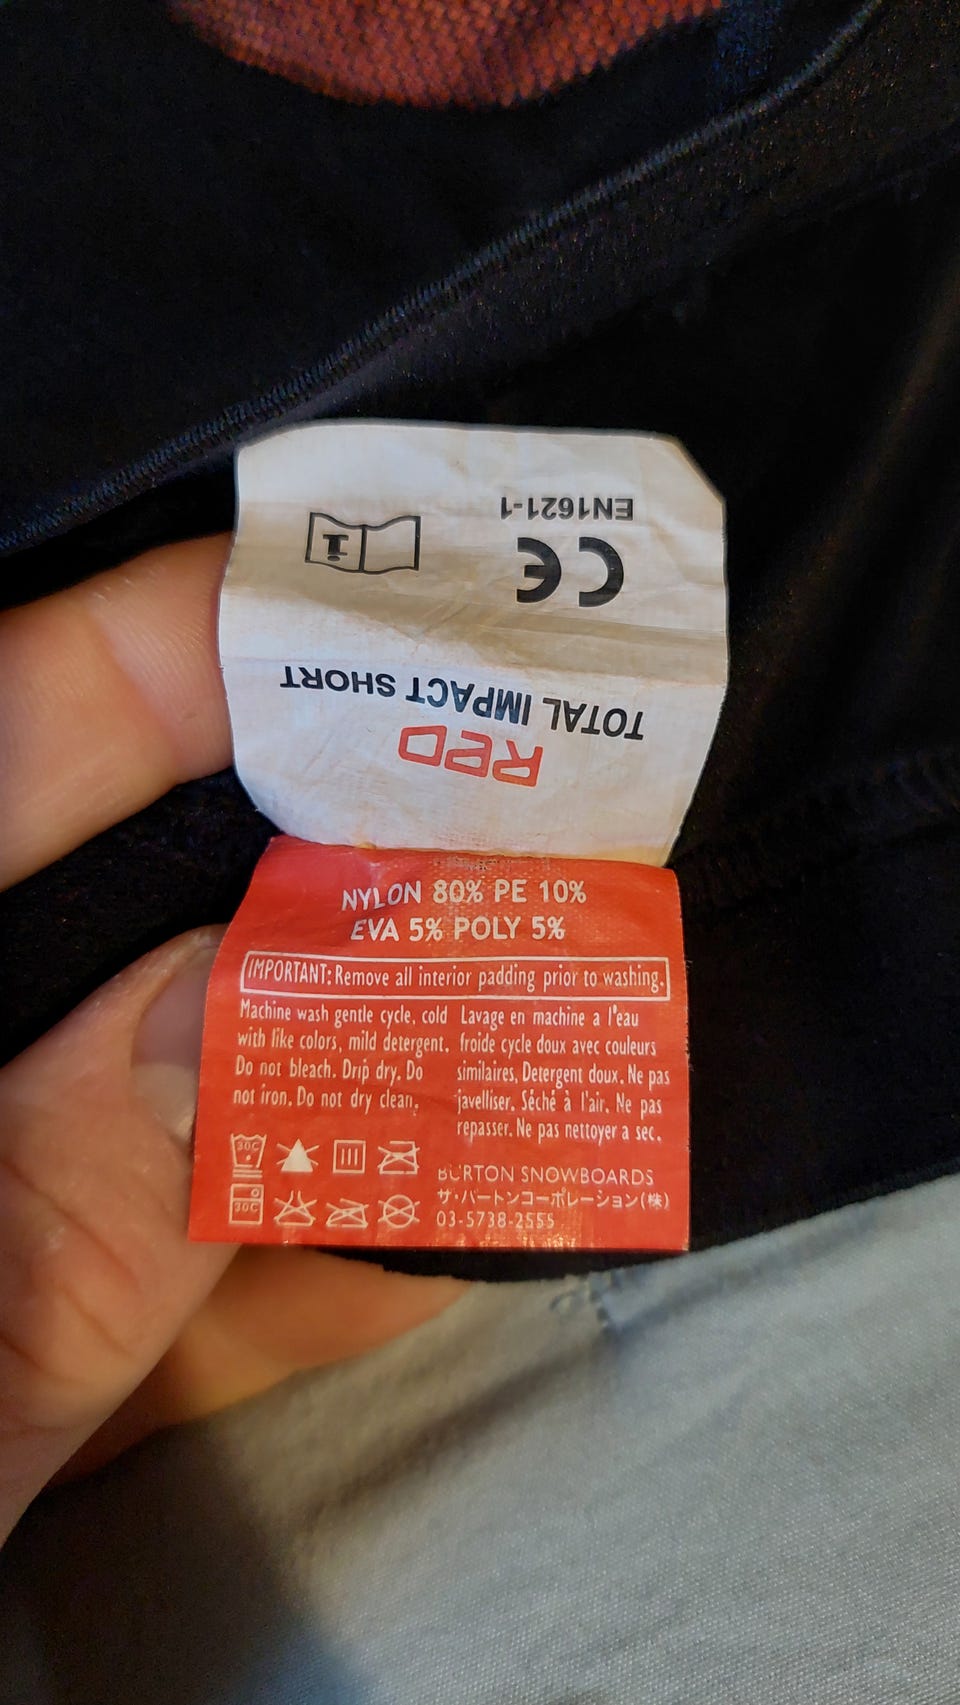 RED
TOTAL IMPACT SHORT
CE
EN1621-1
i
NYLON 80% PE 10%
EVA 5% POLY 5%
IMPORTANT: Remove all interior padding prior to washing.
Machine wash gentle cycle, cold
with like colors, mild detergent.
Do not bleach. Drip dry. Do
not iron. Do not dry clean.
Lavage en machine a l'eau
froide cycle doux avec couleurs
similaires, Detergent doux. Ne pas
javelliser. Séché à l'air. Ne pas
repasser. Ne pas nettoyer a sec.
30C
30C
BURTON SNOWBOARDS
ザ・バートンコーポレーション(株)
03-5738-2555